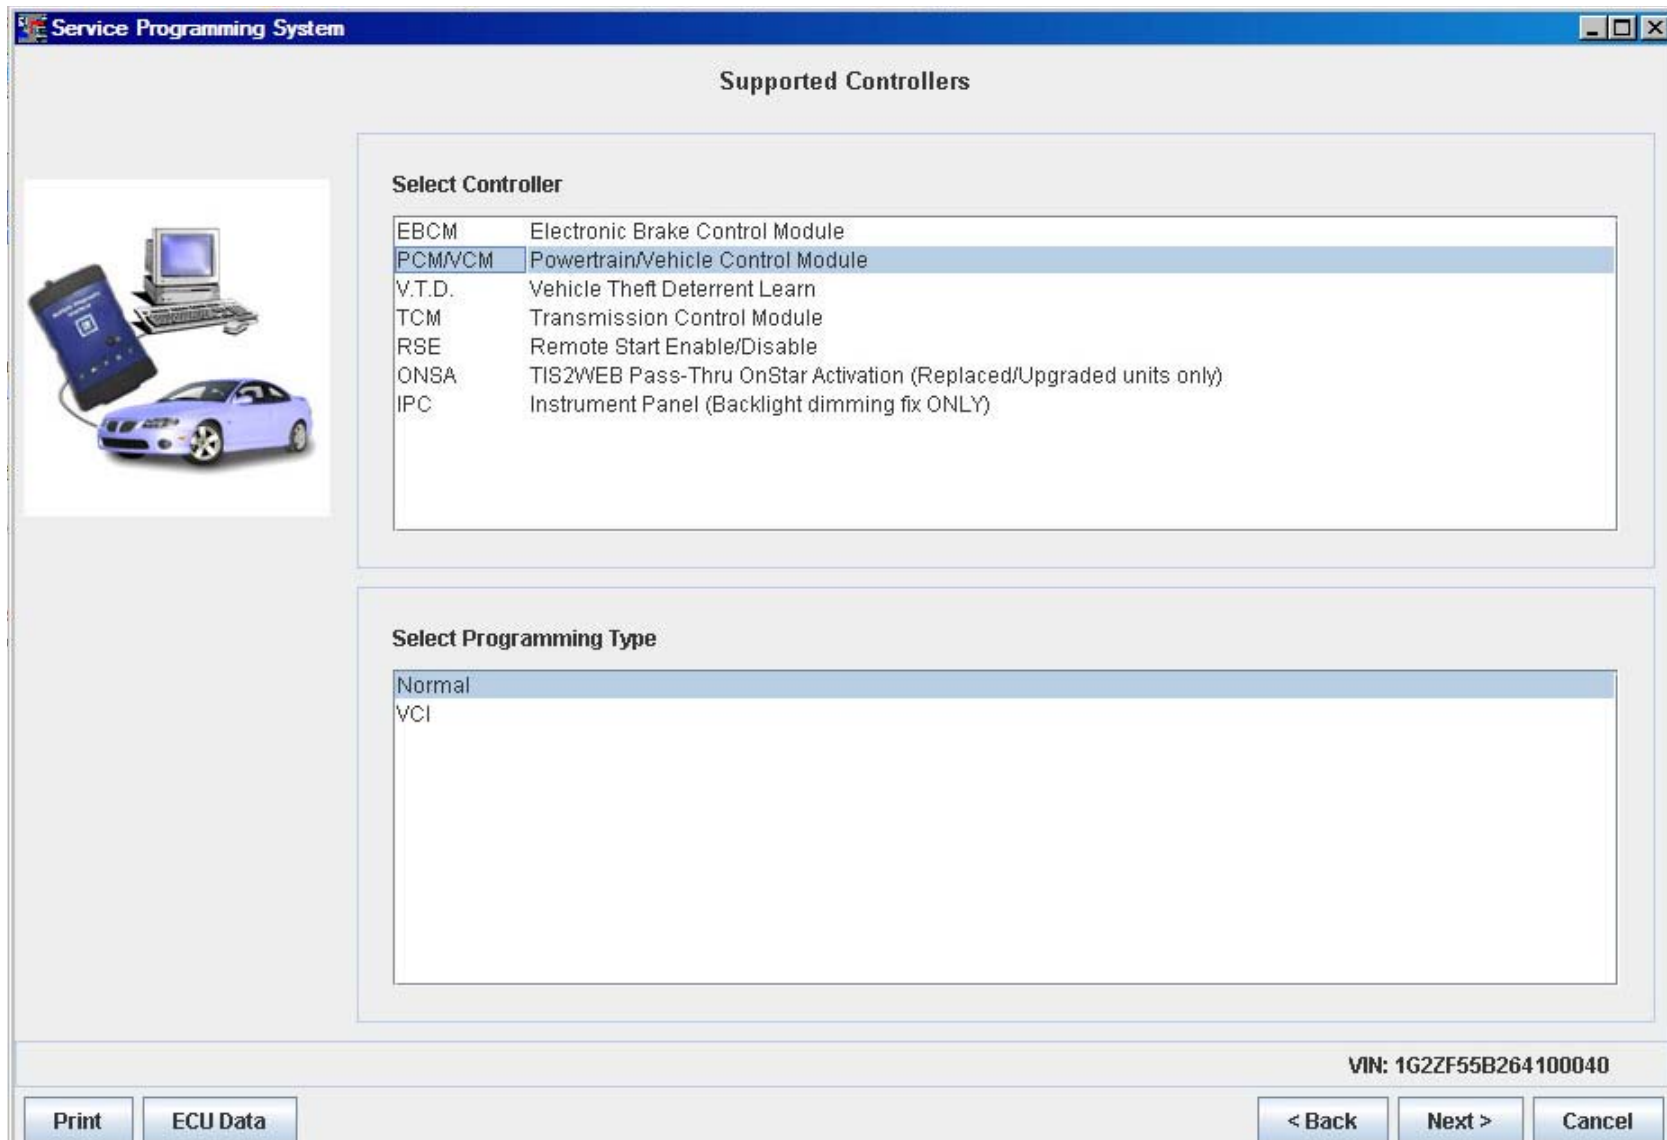 Service Programming System
Supported Controllers
Select Controller
EBCM Electronic Brake Control Module
PCM/VCM Powertrain/Vehicle Control Module
V.T.D. Vehicle Theft Deterrent Learn
TCM Transmission Control Module
RSE Remote Start Enable/Disable
ONSA TIS2WEB Pass-Thru OnStar Activation (Replaced/Upgraded units only)
IPC Instrument Panel (Backlight dimming fix ONLY)
Select Programming Type
Normal
VCI
VIN: 1G2ZF55B264100040
Print ECU Data < Back Next > Cancel